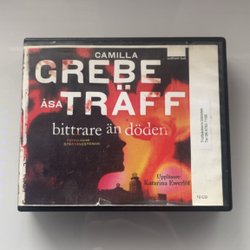 CAMILLA
GREBE
ÅSA TRÄFF
bittrare än döden
Uppläsare:
Katarina Ewerlöf